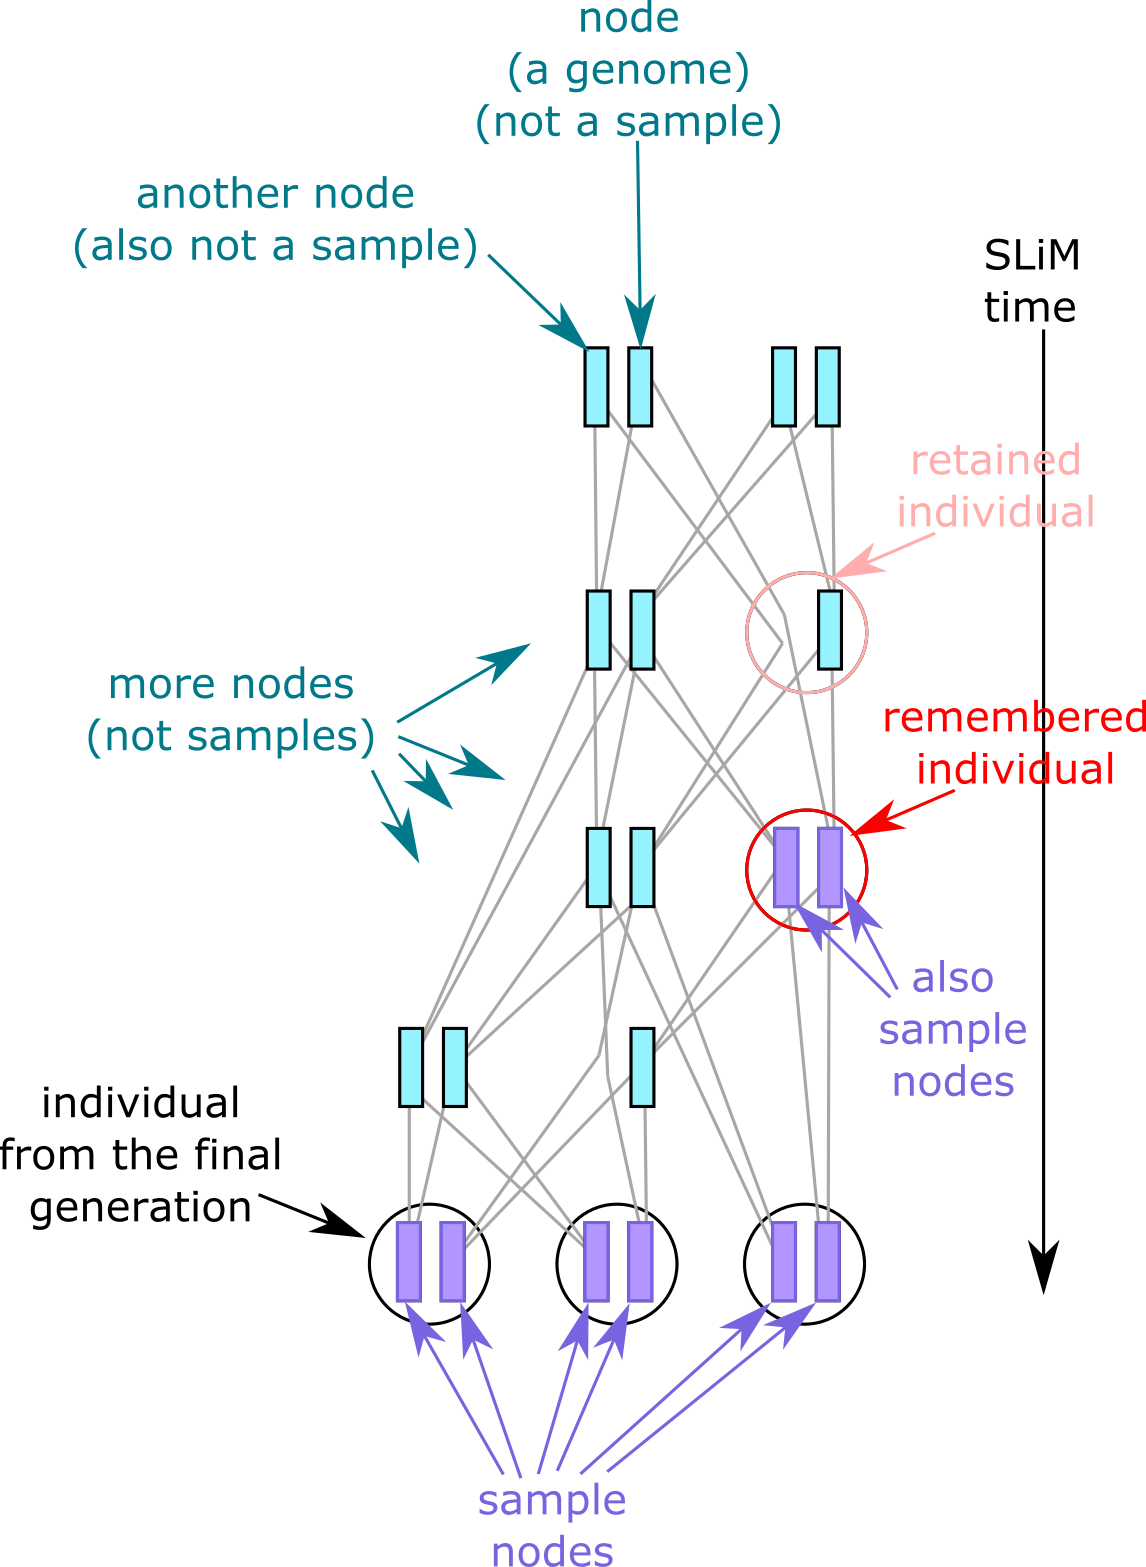 node
(a genome)
(not a sample)
another node
(also not a sample)
SLiM
time
retained
individual
more nodes
(not samples)
remembered
individual
also
sample
nodes
individual
from the final
generation
sample
nodes